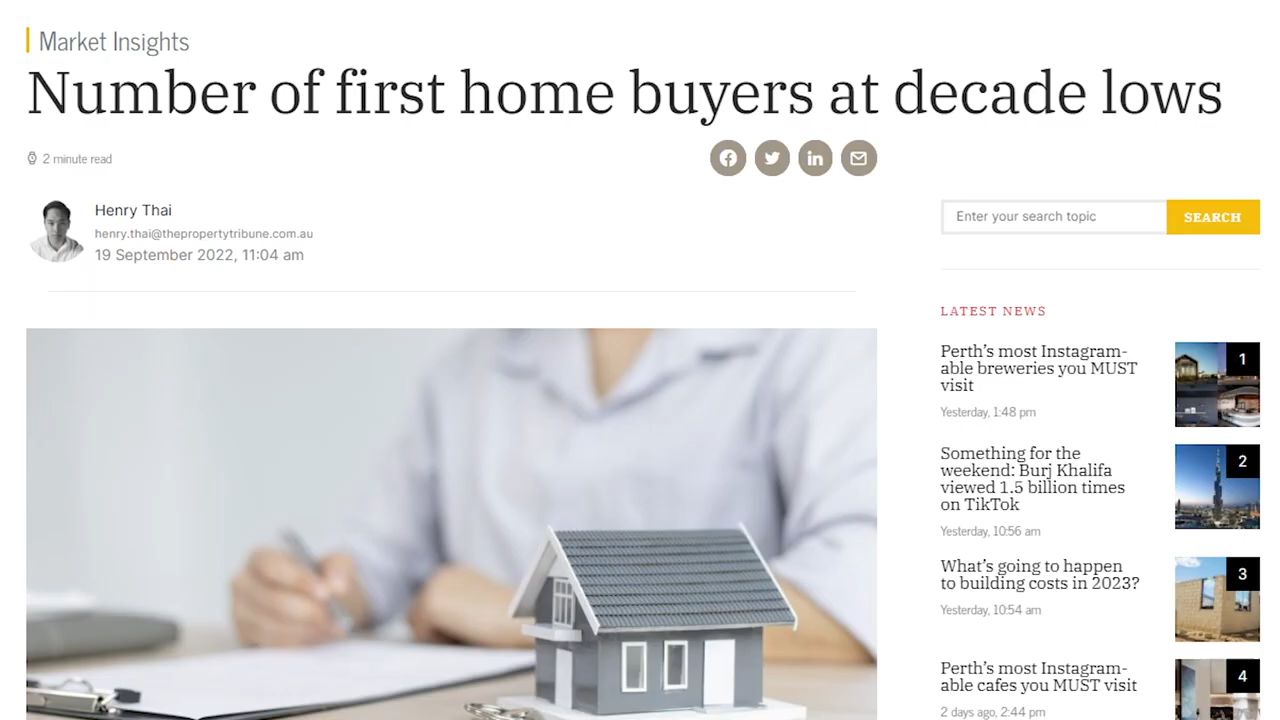 Market Insights
Number of first home buyers at decade lows
2 minute read
Henry Thai
henry.thai@thepropertytribune.com.au
19 September 2022, 11:04 am
Enter your search topic
SEARCH
LATEST NEWS
Perth's most Instagram-
able breweries you MUST
visit
Yesterday, 1:48 pm
1
Something for the
weekend: Burj Khalifa
viewed 1.5 billion times
on TikTok
Yesterday, 10:56 am
2
What's going to happen
to building costs in 2023?
Yesterday, 10:54 am
3
Perth's most Instagram-
able cafes you MUST visit
2 days ago, 2:44 pm
4